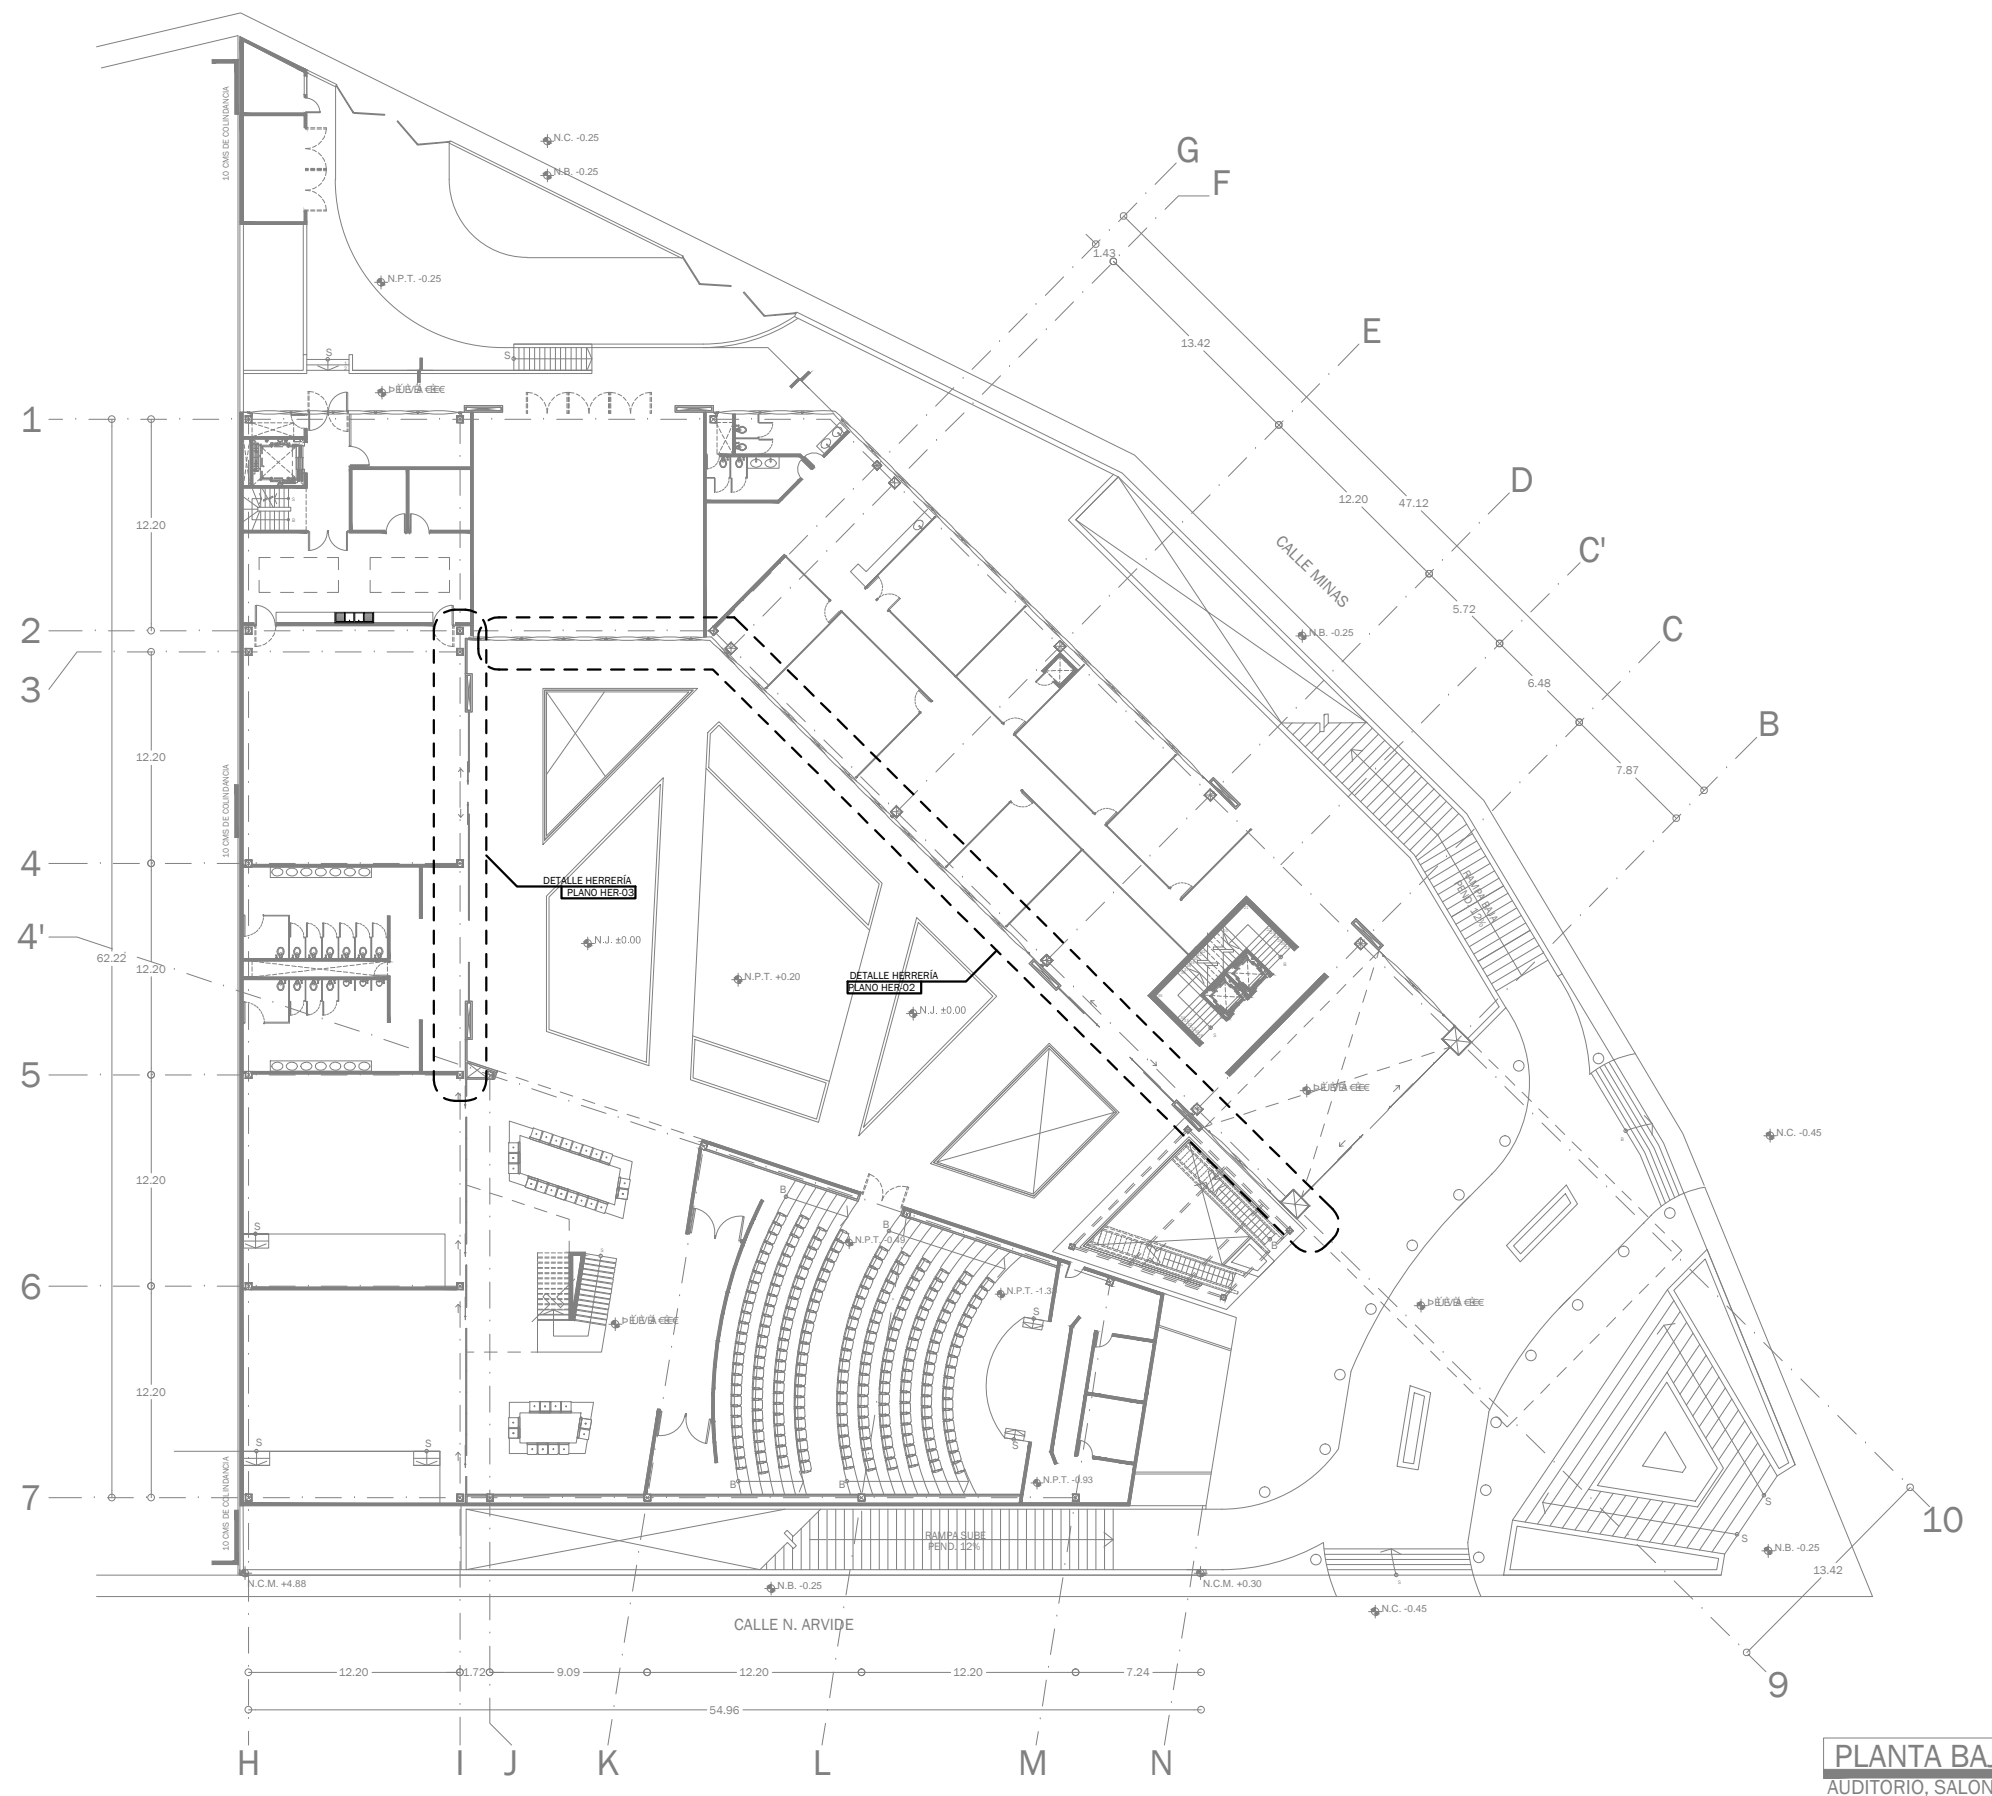 10 CMS DE COLINDANCIA
N.C. -0.25
N.B. -0.25
G
F
1.43
N.P.T. -0.25
E
13.42
S
S
1
D
12.20
47.12
12.20
CALLE MINAS
C'
5.72
2
N.B. -0.25
C
3
6.48
B
12.20
7.87
10 CMS DE COLINDANCIA
4
DETALLE HERRERÍA
PLANO HER-03
RAMPA BAJA
PEND. 12%
4'
62.22
12.20
N.J. ±0.00
N.P.T. +0.20
DETALLE HERRERÍA
PLANO HER-02
N.J. ±0.00
5
N.C. -0.45
12.20
B
B
S
N.P.T. -0.49
B
6
S
12.20
S
S
S
7
B
B
N.P.T. -0.93
S
10
10 CMS DE COLINDANCIA
RAMPA SUBE
PEND. 12%
S
N.B. -0.25
13.42
N.C.M. +4.88
N.B. -0.25
N.C.M. +0.30
N.C. -0.45
CALLE N. ARVIDE
12.20
1.72
9.09
12.20
12.20
7.24
9
54.96
H
I
J
K
L
M
N
PLANTA BA
AUDITORIO, SALON